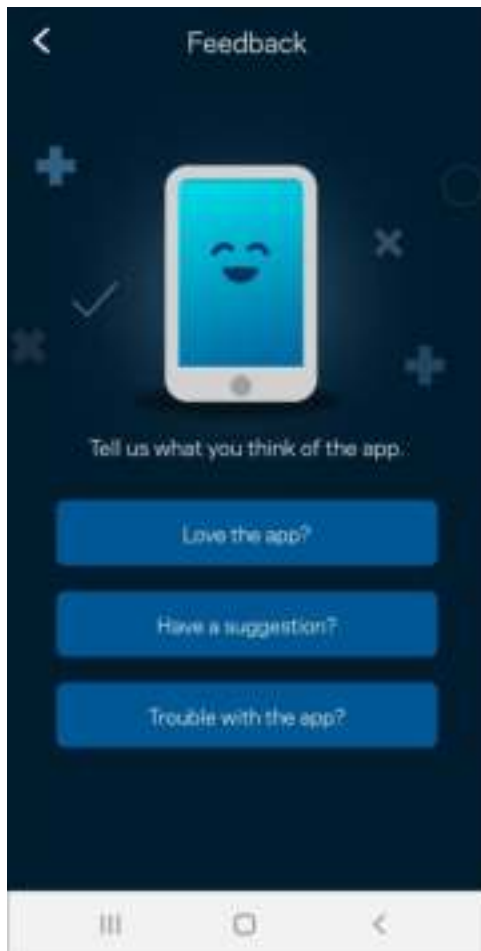 Feedback
Tell us what you think of the app.
Love the app?
Have a suggestion?
Trouble with the app?